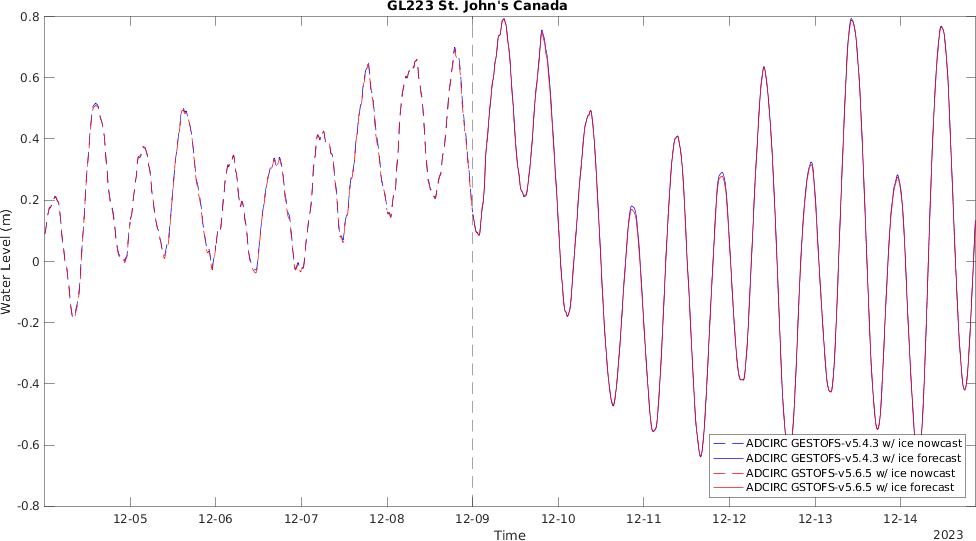 GL223 St. John's Canada
0.8
0.6
0.4
0.2
0
-0.2
-0.4
-0.6
-0.8
Water Level (m)
ADCIRC GESTOFS-v5.4.3 w/ ice nowcast
ADCIRC GESTOFS-v5.4.3 w/ ice forecast
ADCIRC GSTOFS-v5.6.5 w/ ice nowcast
ADCIRC GSTOFS-v5.6.5 w/ ice forecast
12-05 12-06 12-07 12-08 12-09 12-10 12-11 12-12 12-13 12-14
Time
2023